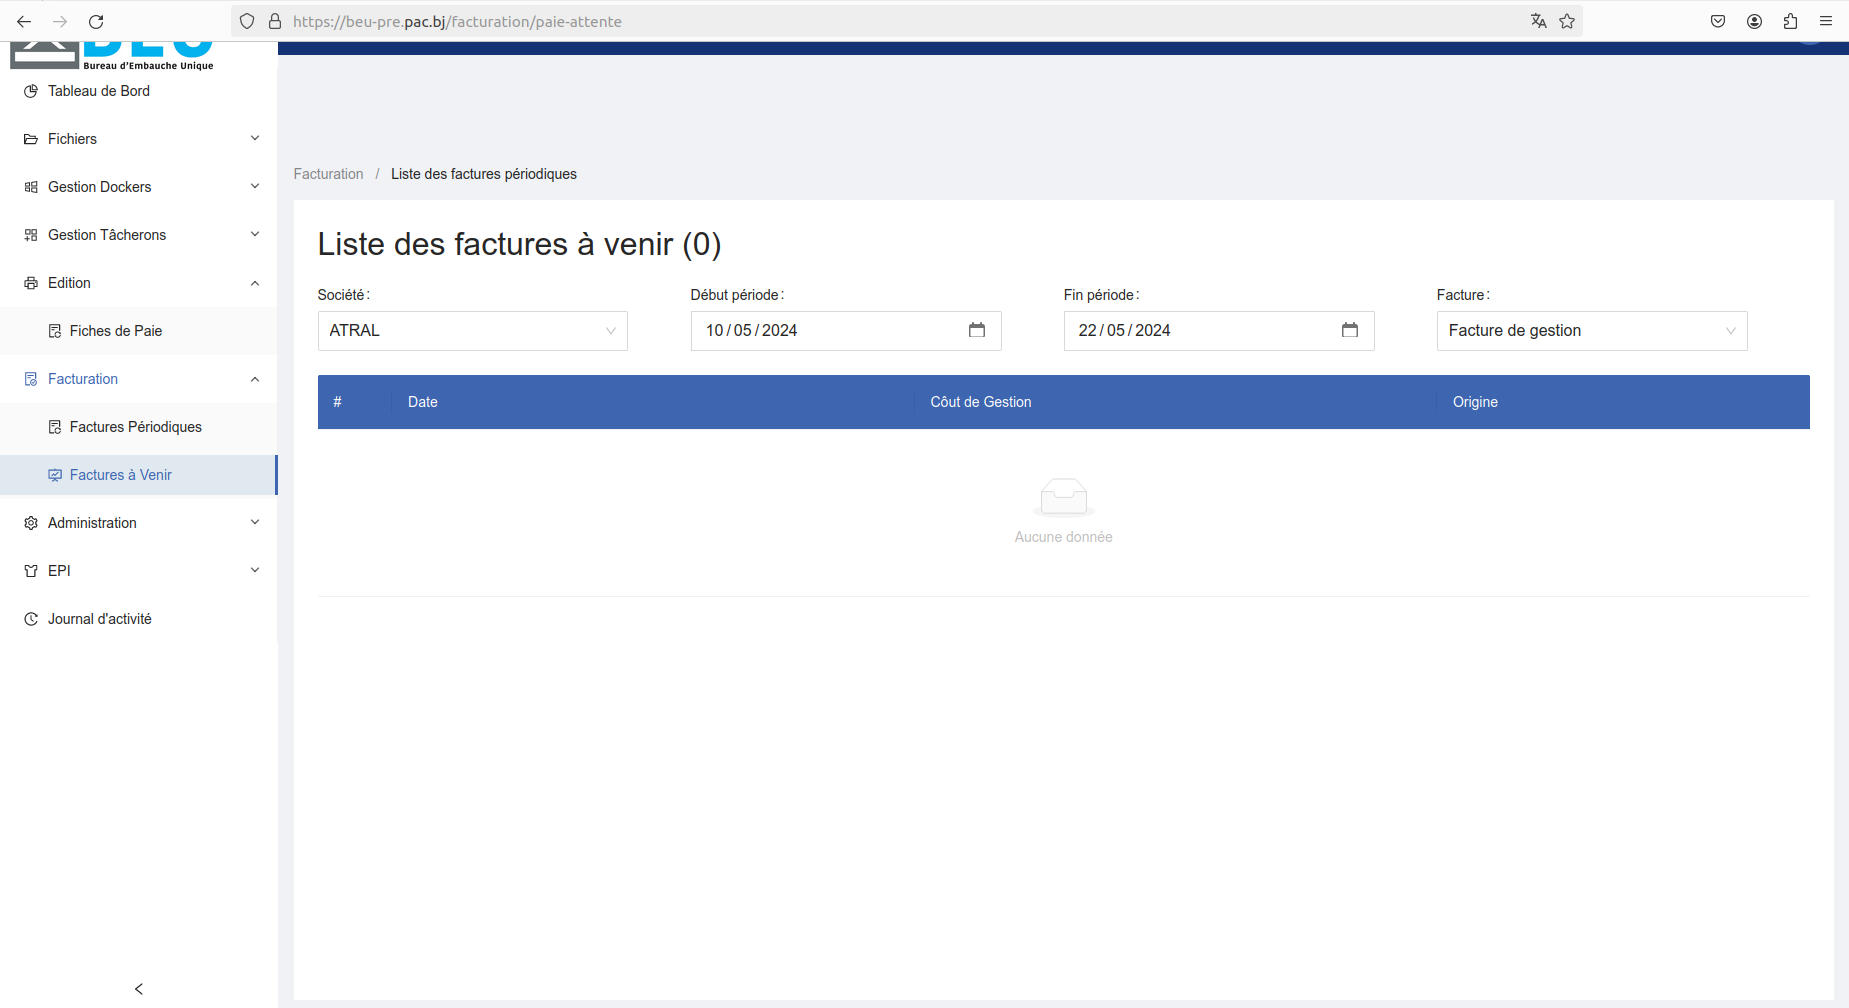 https://beu-pre.pac.bj/facturation/paie-attente
Bureau d'Embauche Unique
Tableau de Bord
Fichiers
Gestion Dockers
Gestion Tâcherons
Edition
Fiches de Paie
Facturation
Factures Périodiques
Factures à Venir
Administration
EPI
Journal d'activité
Facturation / Liste des factures périodiques
Liste des factures à venir (0)
Société :
ATRAL
Début période :
10/05/2024
Fin période :
22/05/2024
Facture :
Facture de gestion
# Date Côut de Gestion Origine
Aucune donnée